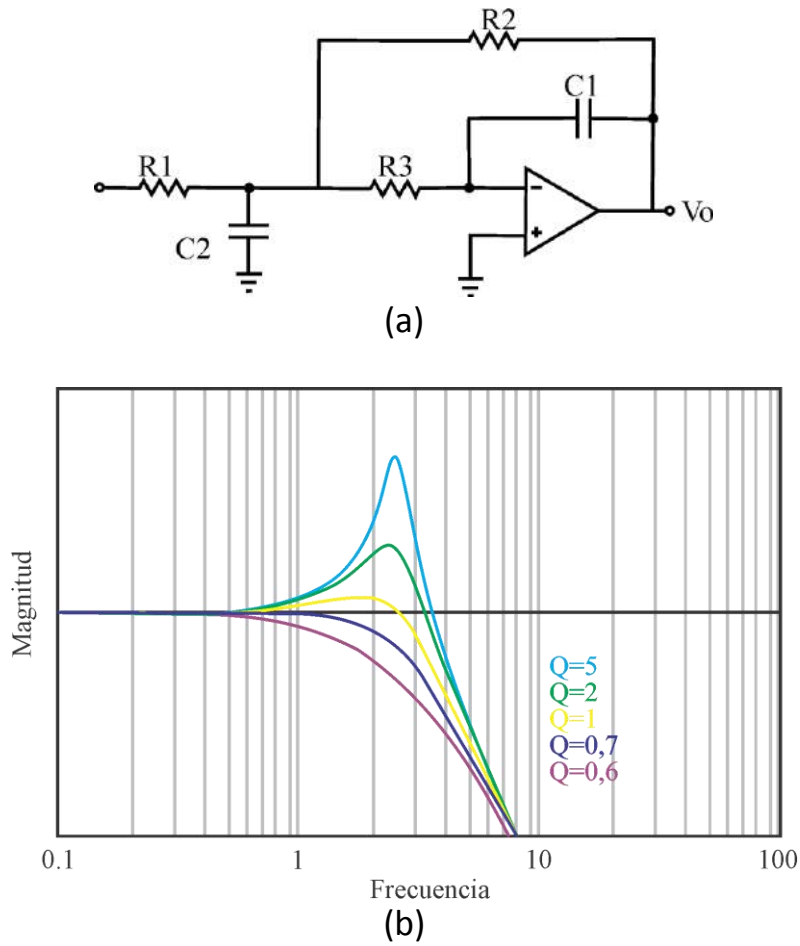 R2
C1
R1
R3
C2
-
+
Vo
(a)
Magnitud
Q=5
Q=2
Q=1
Q=0,7
Q=0,6
0.1
1
10
100
Frecuencia
(b)